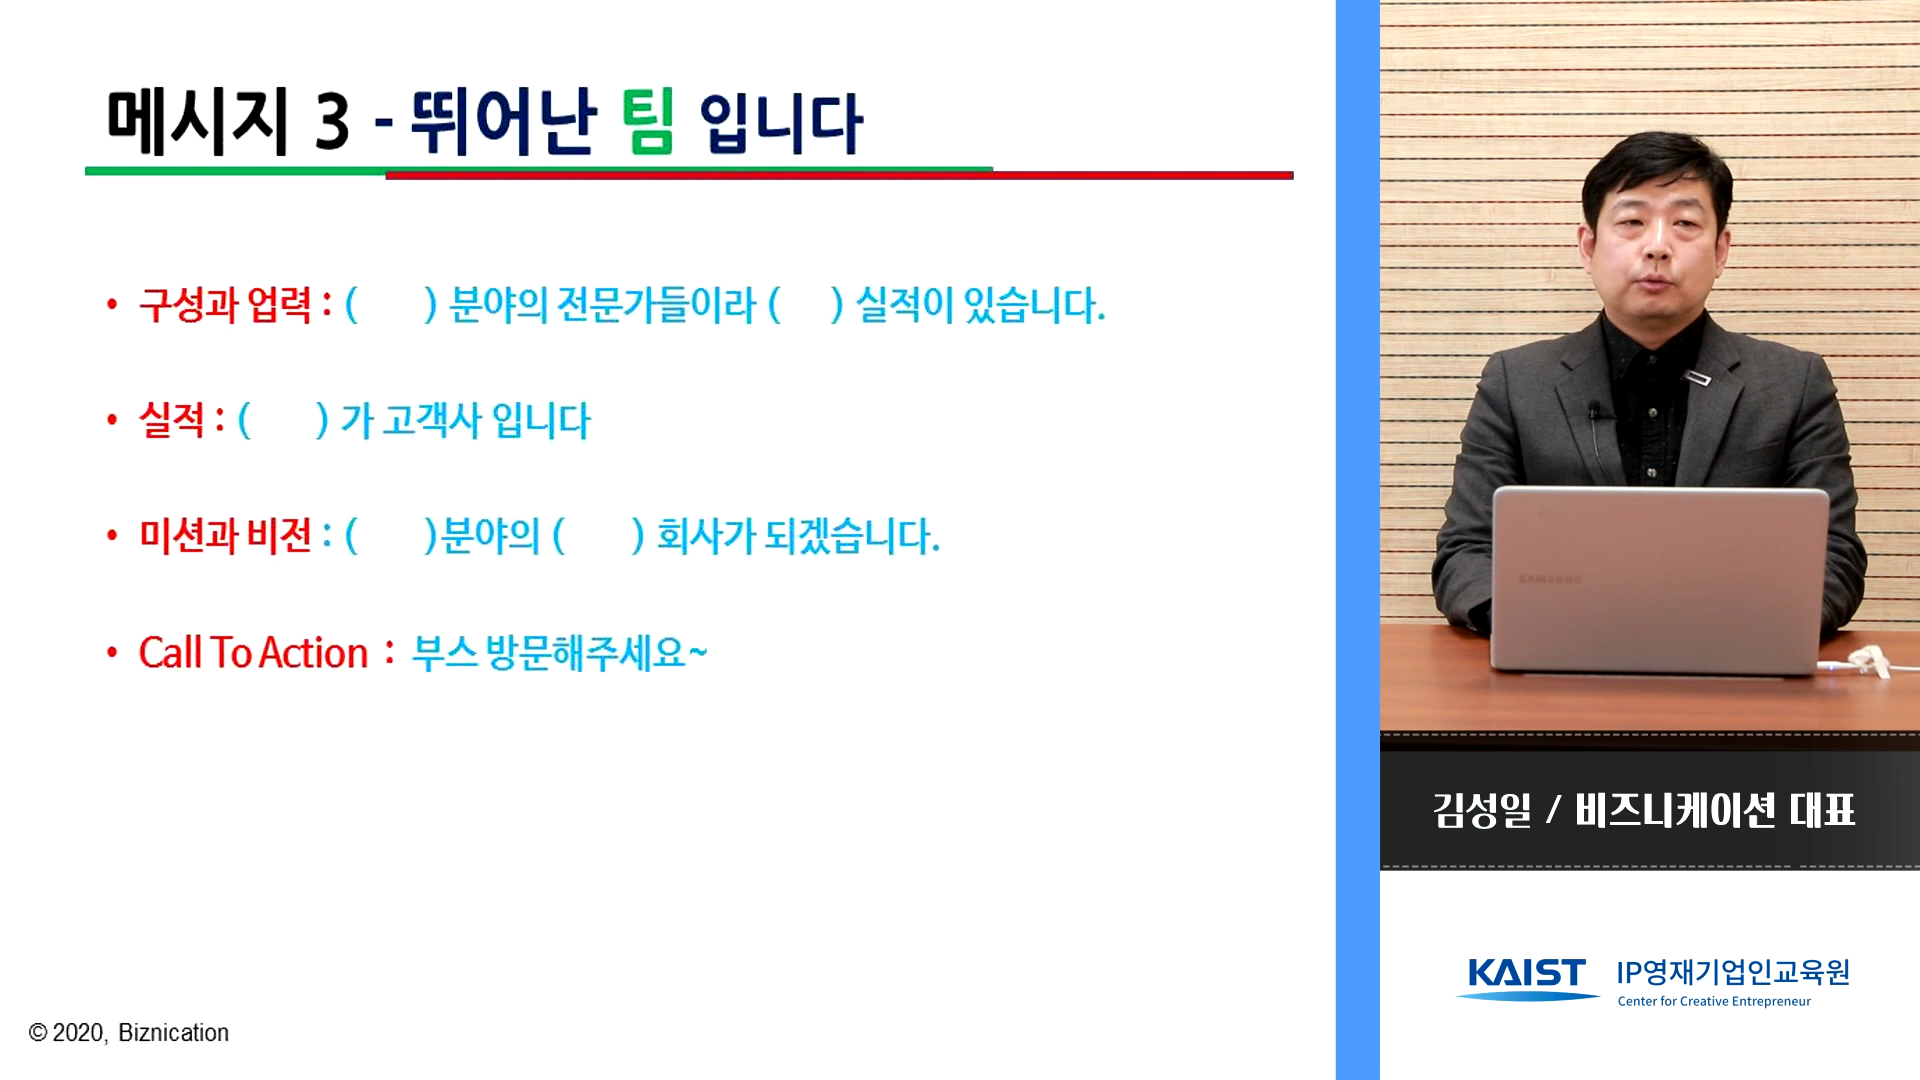 메시지 3 - 뛰어난 팀 입니다
• 구성과 업력 : ( ) 분야의 전문가들이라 ( ) 실적이 있습니다.
• 실적 : ( ) 가 고객사 입니다
• 미션과 비전 : ( )분야의 ( ) 회사가 되겠습니다.
• Call To Action : 부스 방문해주세요~
© 2020, Biznication
SAMSUNG
김성일 / 비즈니케이션 대표
KAIST IP영재기업인교육원
Center for Creative Entrepreneur